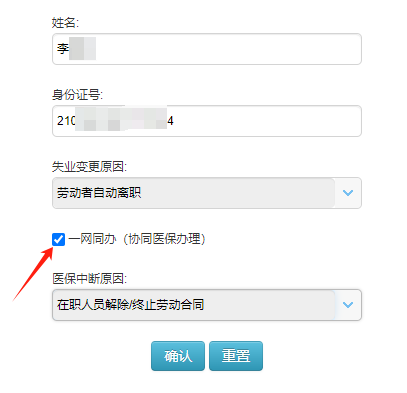 姓名:
李
身份证号:
210 4
失业变更原因:
劳动者自动离职
一网同办（协同医保办理）
医保中断原因:
在职人员解除/终止劳动合同
确认 重置